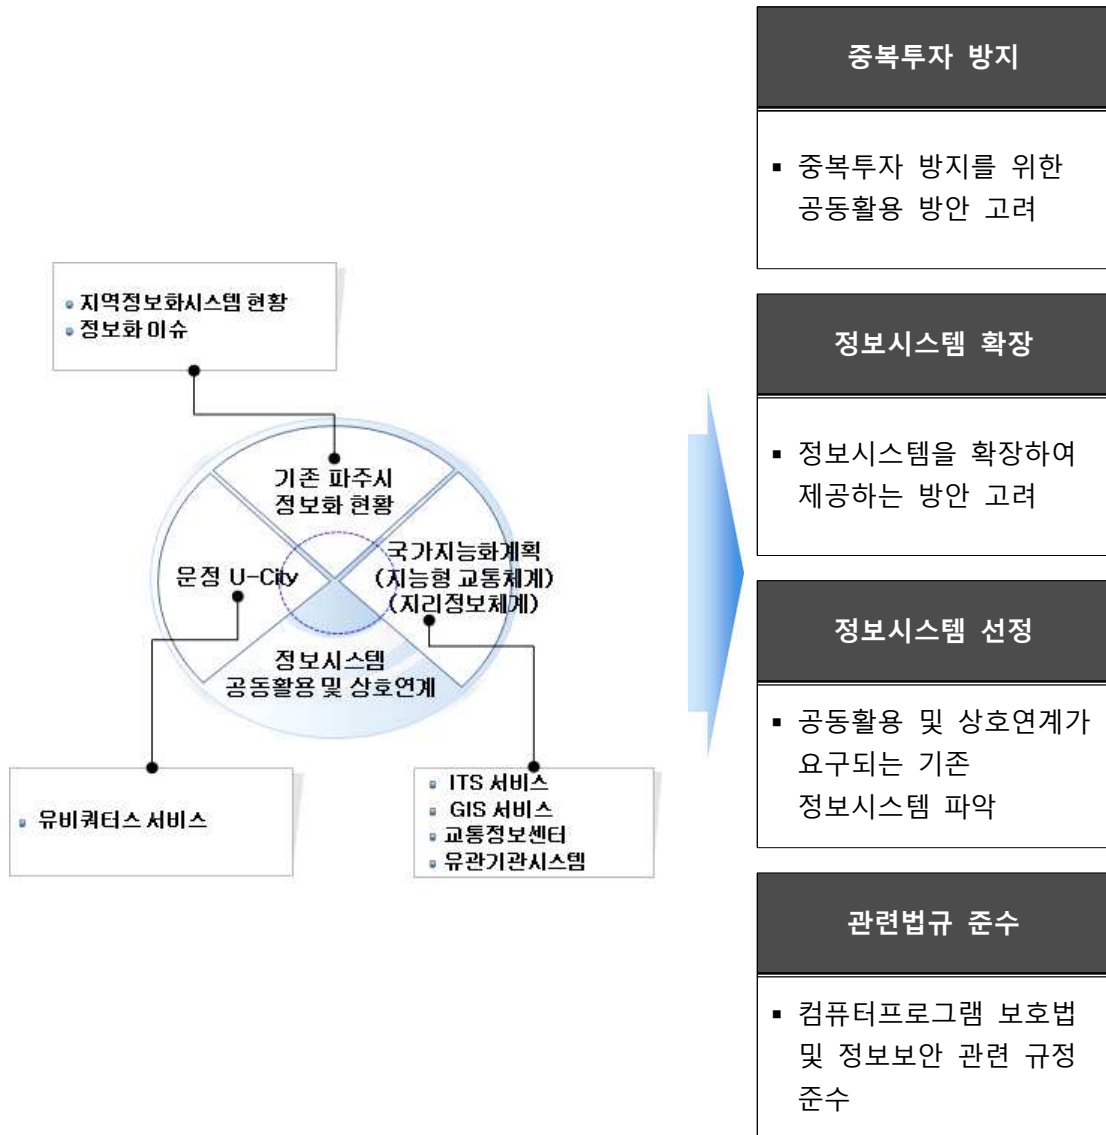 지역정보화시스템 현황
정보화 이슈
기존 파주시
정보화 현황
문정 U-City
국가지능화계획
(지능형 교통체계)
(지리정보체계)
정보시스템
공동활용 및 상호연계
유비쿼터스 서비스
ITS 서비스
GIS 서비스
교통정보센터
유관기관시스템
중복투자 방지
▪ 중복투자 방지를 위한
공동활용 방안 고려
정보시스템 확장
▪ 정보시스템을 확장하여
제공하는 방안 고려
정보시스템 선정
▪ 공동활용 및 상호연계가
요구되는 기존
정보시스템 파악
관련법규 준수
▪ 컴퓨터프로그램 보호법
및 정보보안 관련 규정
준수